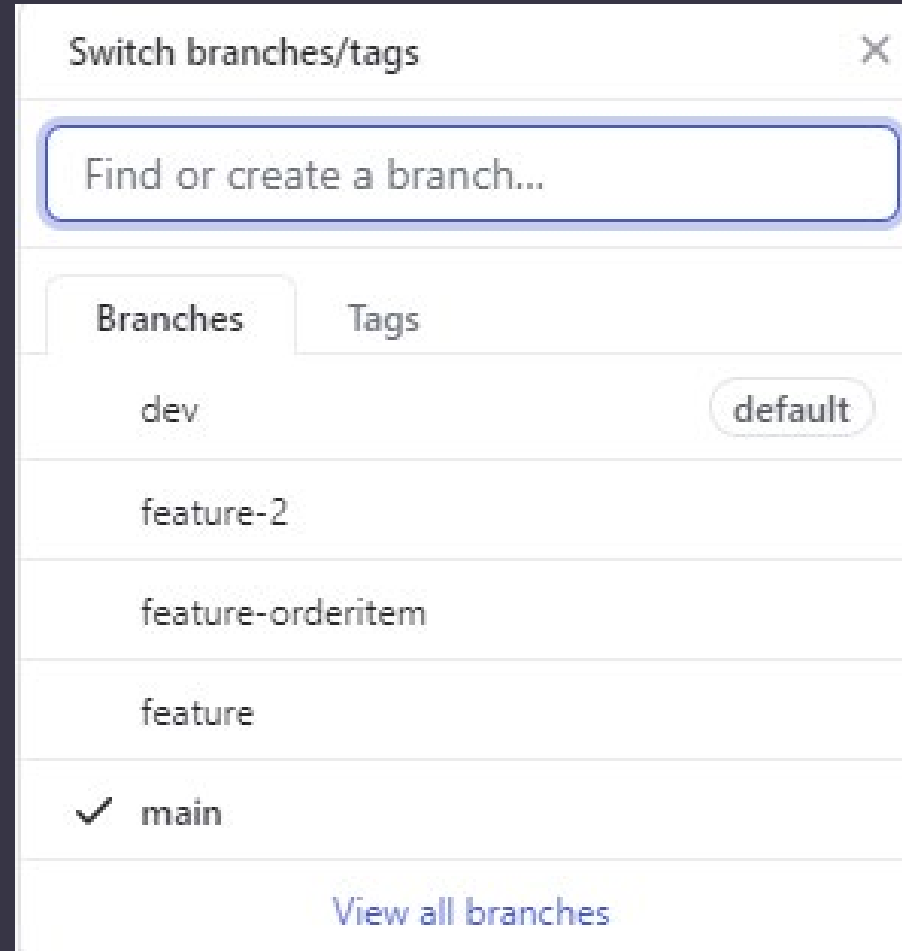 Switch branches/tags
Find or create a branch...
Branches Tags
dev default
feature-2
feature-orderitem
feature
main
View all branches